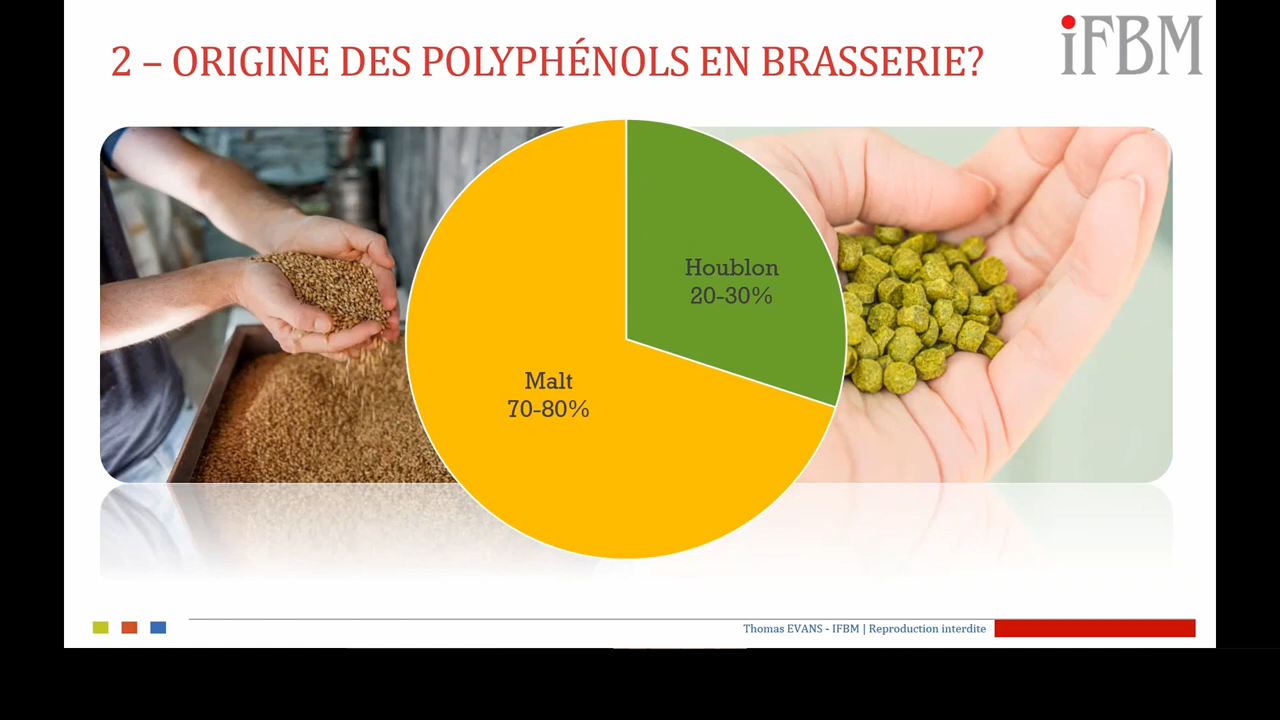 2 – ORIGINE DES POLYPHÉNOLS EN BRASSERIE?
iFBM
Houblon
20-30%
Malt
70-80%
Thomas EVANS - IFBM | Reproduction interdite